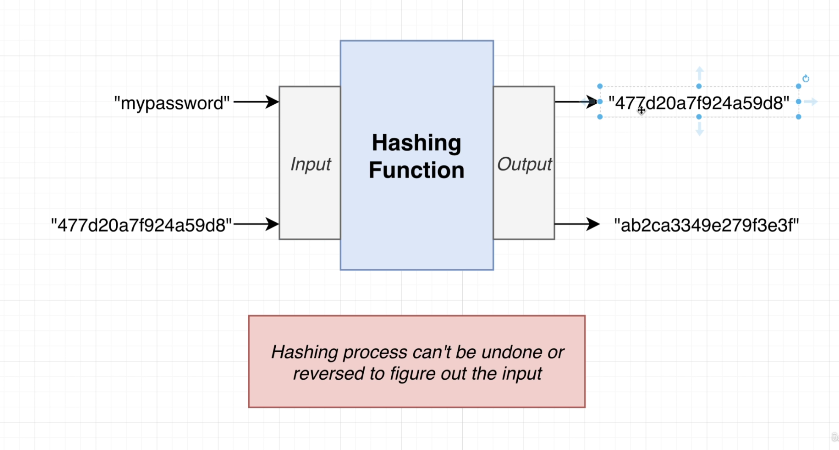 "mypassword"
Input
Hashing
Function
Output
"477d20a7f924a59d8"
"477d20a7f924a59d8"
"ab2ca3349e279f3e3f"
Hashing process can't be undone or
reversed to figure out the input